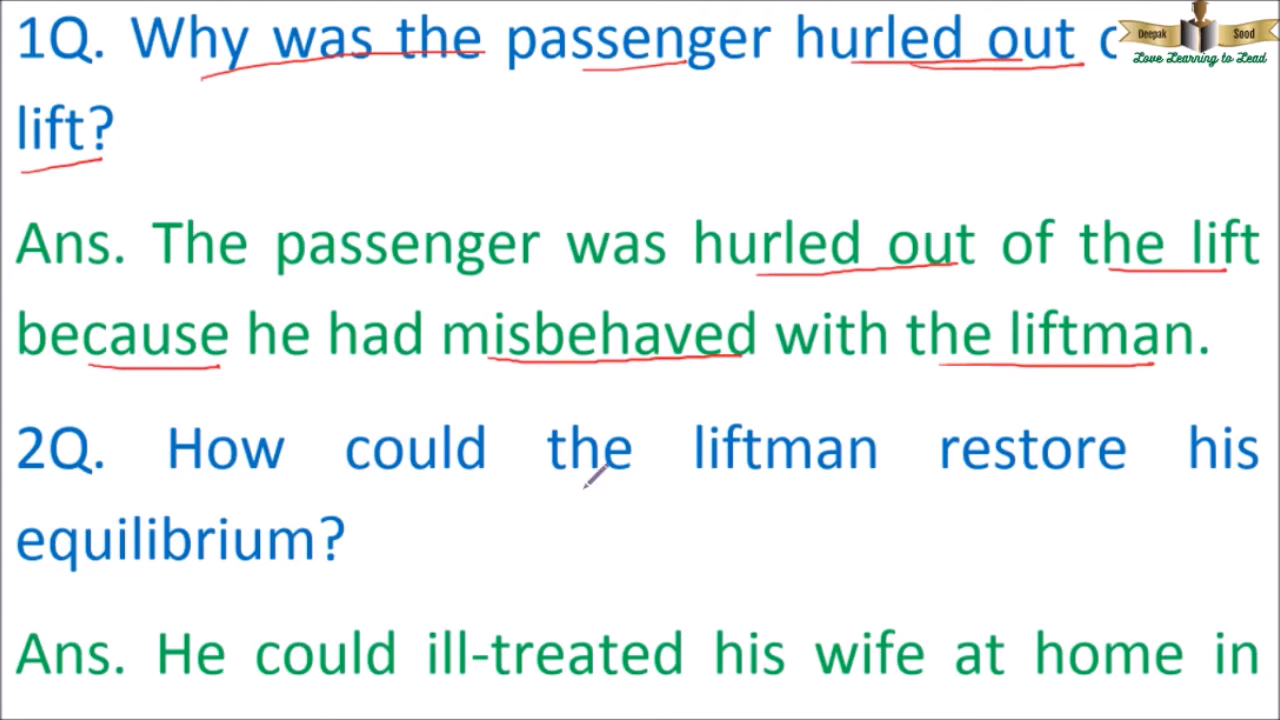 1Q. Why was the passenger hurled out
Deepak Sood
Love Learning to Lead
lift?
Ans. The passenger was hurled out of the lift
because he had misbehaved with the liftman.
2Q. How could the liftman restore his
equilibrium?
Ans. He could ill-treated his wife at home in